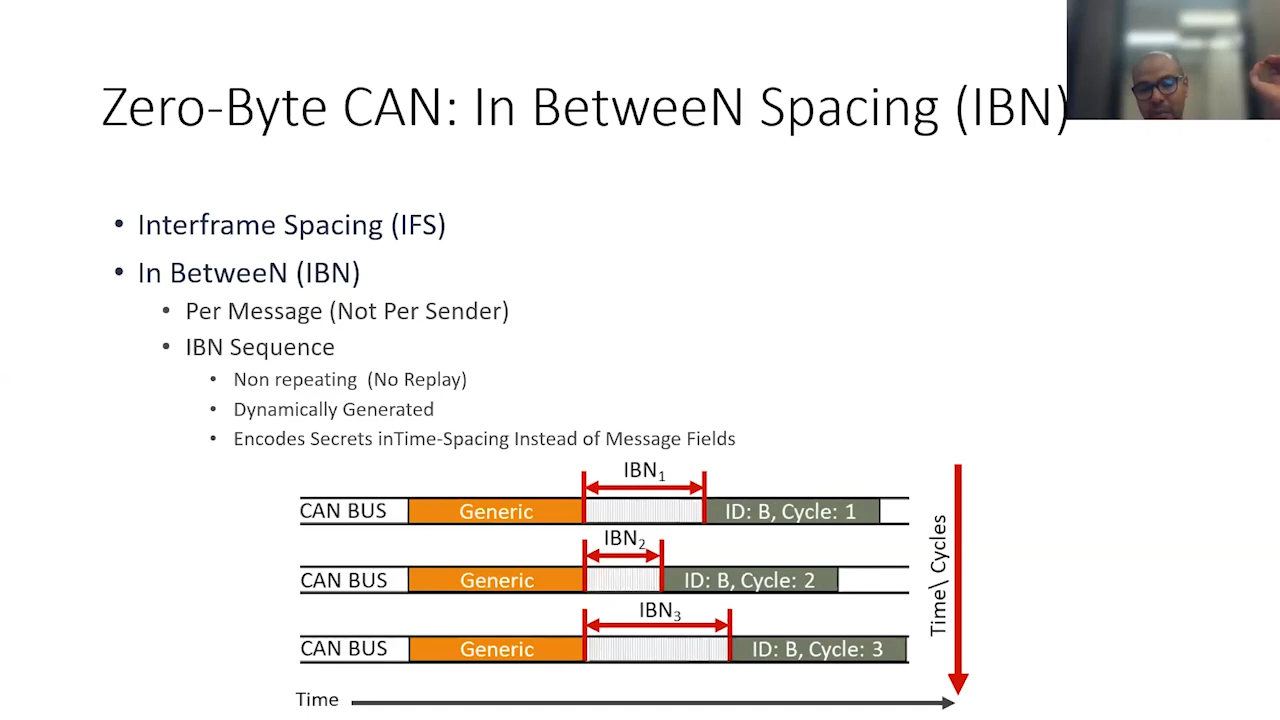 Zero-Byte CAN: In BetweeN Spacing (IBN)
• Interframe Spacing (IFS)
• In BetweeN (IBN)
• Per Message (Not Per Sender)
• IBN Sequence
• Non repeating (No Replay)
• Dynamically Generated
• Encodes Secrets inTime-Spacing Instead of Message Fields
IBN1
CAN BUS Generic ID: B, Cycle: 1
IBN2
CAN BUS Generic ID: B, Cycle: 2
IBN3
CAN BUS Generic ID: B, Cycle: 3
Time\ Cycles
Time